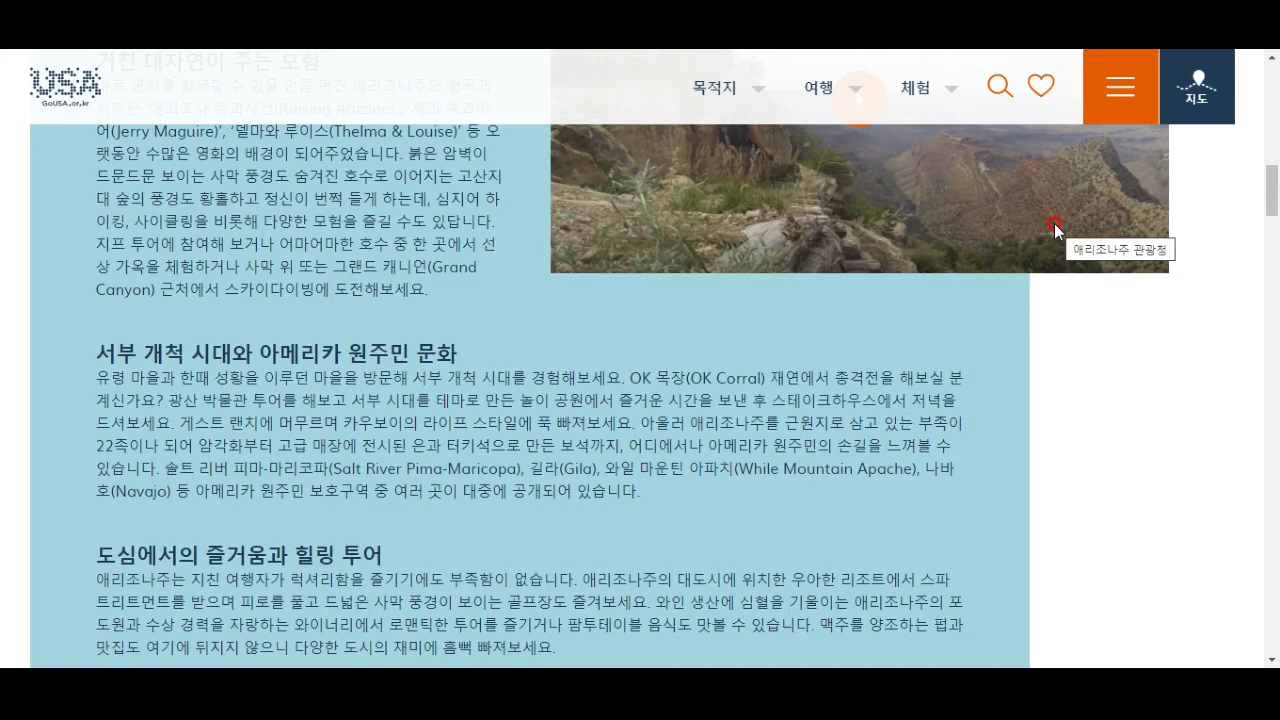 거친 대자연이 주는 모험
USA
GoUSA.or.kr
목적지
여행
체험
지도
어(Jerry Maguire)’, ‘델마와 루이스(Thelma & Louise)’ 등 오
랫동안 수많은 영화의 배경이 되어주었습니다. 붉은 암벽이
드문드문 보이는 사막 풍경도 숨겨진 호수로 이어지는 고산지
대 숲의 풍경도 황홀하고 정신이 번쩍 들게 하는데, 심지어 하
이킹, 사이클링을 비롯해 다양한 모험을 즐길 수도 있답니다.
지프 투어에 참여해 보거나 어마어마한 호수 중 한 곳에서 선
상 가옥을 체험하거나 사막 위 또는 그랜드 캐니언(Grand
Canyon) 근처에서 스카이다이빙에 도전해보세요.
애리조나주 관광청
서부 개척 시대와 아메리카 원주민 문화
유령 마을과 한때 성황을 이루던 마을을 방문해 서부 개척 시대를 경험해보세요. OK 목장(OK Corral) 재연에서 총격전을 해보실 분
계신가요? 광산 박물관 투어를 해보고 서부 시대를 테마로 만든 놀이 공원에서 즐거운 시간을 보낸 후 스테이크하우스에서 저녁을
드셔보세요. 게스트 랜치에 머무르며 카우보이의 라이프 스타일에 푹 빠져보세요. 아울러 애리조나주를 근원지로 삼고 있는 부족이
22족이나 되어 암각화부터 고급 매장에 전시된 은과 터키석으로 만든 보석까지, 어디에서나 아메리카 원주민의 손길을 느껴볼 수
있습니다. 솔트 리버 피마-마리코파(Salt River Pima-Maricopa), 길라(Gila), 와일 마운틴 아파치(While Mountain Apache), 나바
호(Navajo) 등 아메리카 원주민 보호구역 중 여러 곳이 대중에 공개되어 있습니다.
도심에서의 즐거움과 힐링 투어
애리조나주는 지친 여행자가 럭셔리함을 즐기기에도 부족함이 없습니다. 애리조나주의 대도시에 위치한 우아한 리조트에서 스파
트리트먼트를 받으며 피로를 풀고 드넓은 사막 풍경이 보이는 골프장도 즐겨보세요. 와인 생산에 심혈을 기울이는 애리조나주의 포
도원과 수상 경력을 자랑하는 와이너리에서 로맨틱한 투어를 즐기거나 팜투테이블 음식도 맛볼 수 있습니다. 맥주를 양조하는 펍과
맛집도 여기에 뒤지지 않으니 다양한 도시의 재미에 흠뻑 빠져보세요.